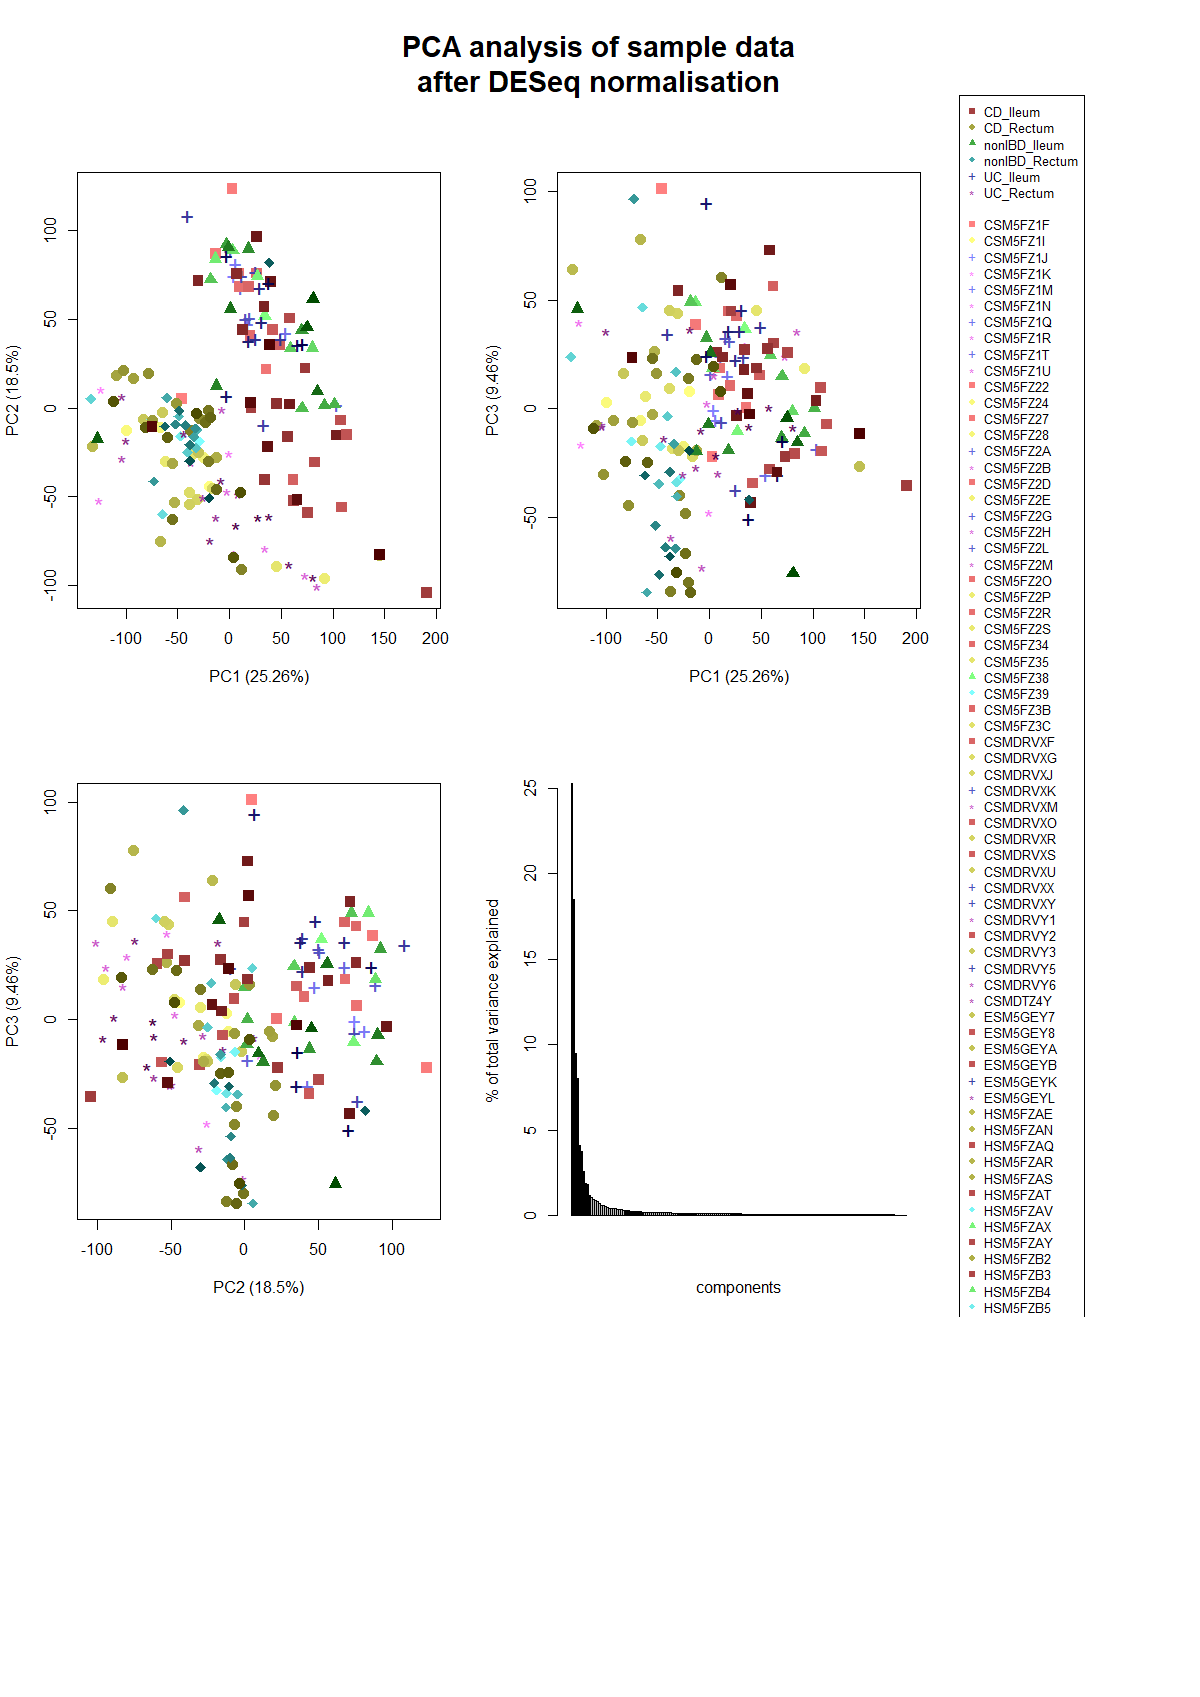 PCA analysis of sample data
after DESeq normalisation
100
50
0
-50
-100
PC2 (18.5%)
-100 -50 0 50 100 150 200
PC1 (25.26%)
100
50
0
-50
PC3 (9.46%)
-100 -50 0 50 100 150 200
PC1 (25.26%)
100
50
0
-50
PC3 (9.46%)
-100 -50 0 50 100
PC2 (18.5%)
25
20
15
10
5
0
% of total variance explained
components
CD_Ileum
CD_Rectum
nonIBD_Ileum
nonIBD_Rectum
UC_Ileum
UC_Rectum
CSM5FZ1F
CSM5FZ1I
CSM5FZ1J
CSM5FZ1K
CSM5FZ1M
CSM5FZ1N
CSM5FZ1Q
CSM5FZ1R
CSM5FZ1T
CSM5FZ1U
CSM5FZ22
CSM5FZ24
CSM5FZ27
CSM5FZ28
CSM5FZ2A
CSM5FZ2B
CSM5FZ2D
CSM5FZ2E
CSM5FZ2G
CSM5FZ2H
CSM5FZ2L
CSM5FZ2M
CSM5FZ2O
CSM5FZ2P
CSM5FZ2R
CSM5FZ2S
CSM5FZ34
CSM5FZ35
CSM5FZ38
CSM5FZ39
CSM5FZ3B
CSM5FZ3C
CSMDRVXF
CSMDRVXG
CSMDRVXJ
CSMDRVXK
CSMDRVXM
CSMDRVXO
CSMDRVXR
CSMDRVXS
CSMDRVXU
CSMDRVXX
CSMDRVXY
CSMDRVY1
CSMDRVY2
CSMDRVY3
CSMDRVY5
CSMDRVY6
CSMDTZ4Y
ESM5GEY7
ESM5GEY8
ESM5GEYA
ESM5GEYB
ESM5GEYK
ESM5GEYL
HSM5FZAE
HSM5FZAN
HSM5FZAQ
HSM5FZAR
HSM5FZAS
HSM5FZAT
HSM5FZAV
HSM5FZAX
HSM5FZAY
HSM5FZB2
HSM5FZB3
HSM5FZB4
HSM5FZB5